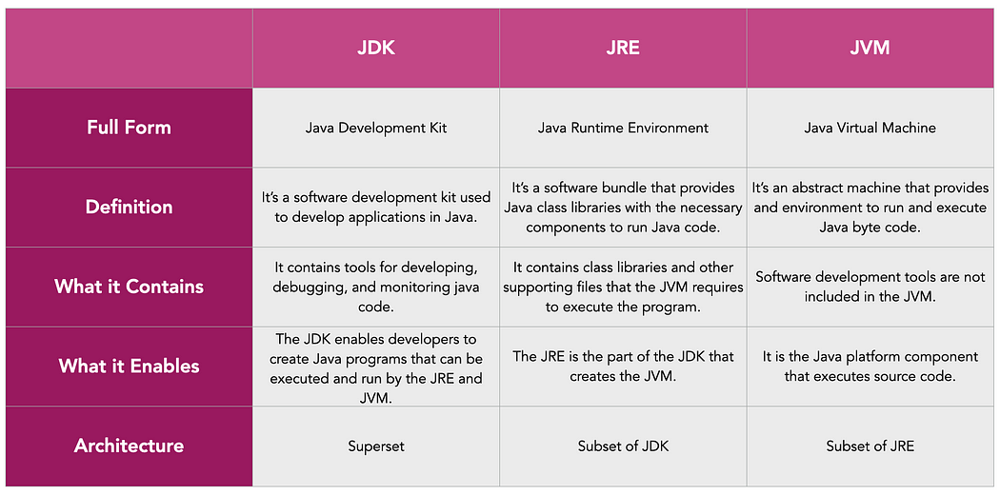 JDK JRE JVM
Full Form
Java Development Kit
Java Runtime Environment
Java Virtual Machine
Definition
It's a software development kit used
to develop applications in Java.
It's a software bundle that provides
Java class libraries with the necessary
components to run Java code.
It's an abstract machine that provides
and environment to run and execute
Java byte code.
What it Contains
It contains tools for developing,
debugging, and monitoring java
code.
It contains class libraries and other
supporting files that the JVM requires
to execute the program.
Software development tools are not
included in the JVM.
What it Enables
The JDK enables developers to
create Java programs that can be
executed and run by the JRE and
JVM.
The JRE is the part of the JDK that
creates the JVM.
It is the Java platform component
that executes source code.
Architecture
Superset
Subset of JDK
Subset of JRE